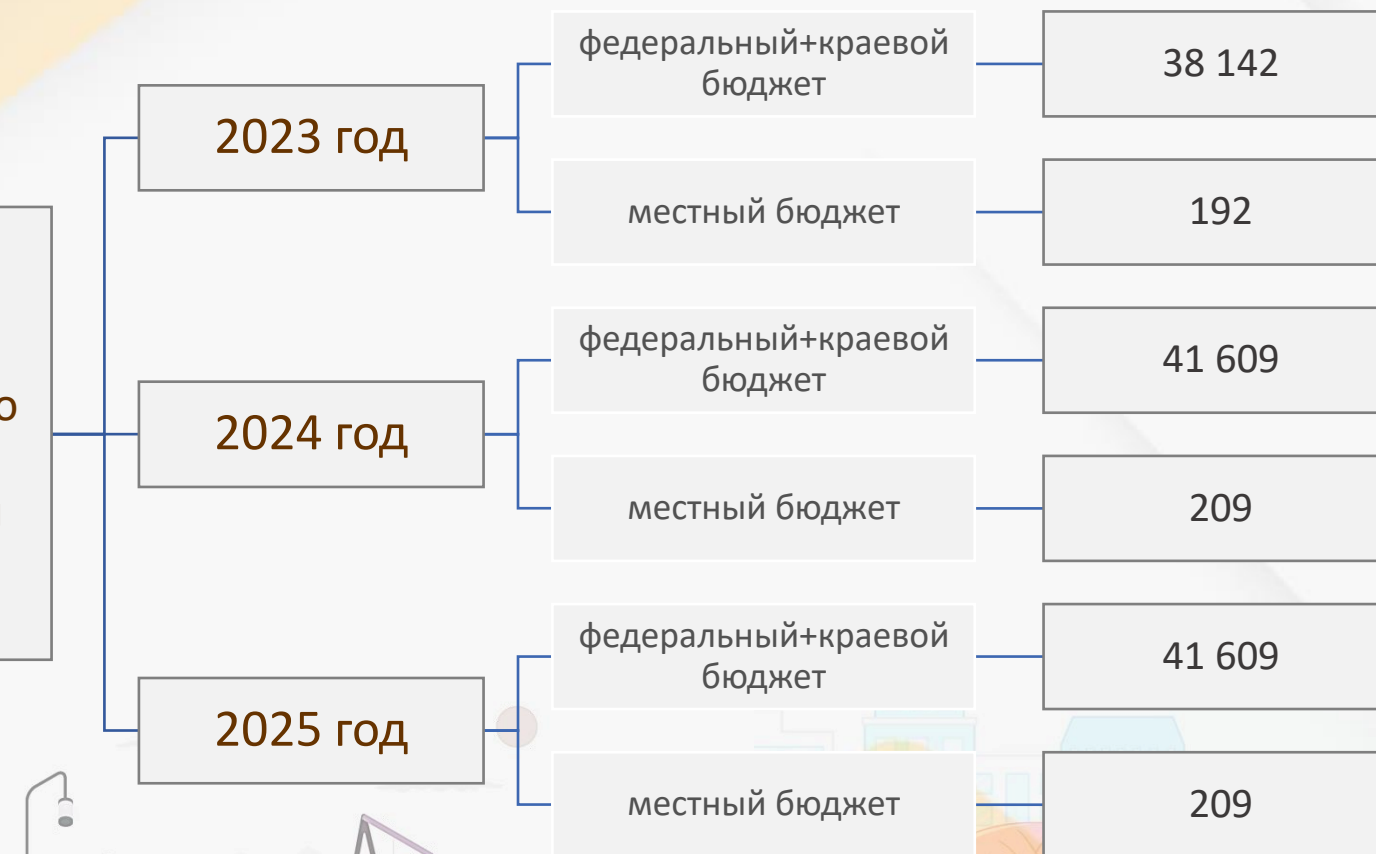 федеральный+краевой
бюджет
38 142
2023 год
местный бюджет
192
федеральный+краевой
бюджет
41 609
2024 год
местный бюджет
209
федеральный+краевой
бюджет
41 609
2025 год
местный бюджет
209